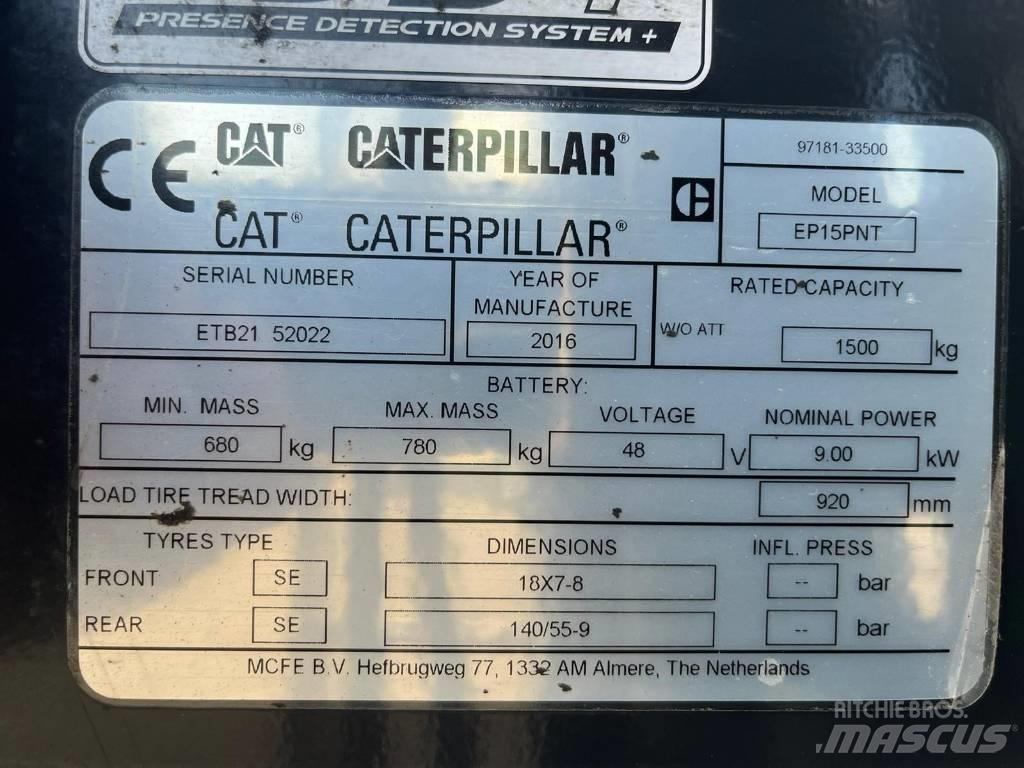 PRESENCE DETECTION SYSTEM +
CE CAT® CATERPILLAR® 97181-33500
CAT® CATERPILLAR®
MODEL
EP15PNT
SERIAL NUMBER YEAR OF MANUFACTURE RATED CAPACITY
ETB21 52022 2016 W/O ATT 1500 kg
BATTERY:
MIN. MASS MAX. MASS VOLTAGE NOMINAL POWER
680 kg 780 kg 48 V 9.00 kW
LOAD TIRE TREAD WIDTH: 920 mm
TYRES TYPE DIMENSIONS INFL. PRESS
FRONT SE 18X7-8 -- bar
REAR SE 140/55-9 -- bar
MCFE B.V. Hefbrugweg 77, 1332 AM Almere, The Netherlands
RITCHIE BROS.
MASCUS